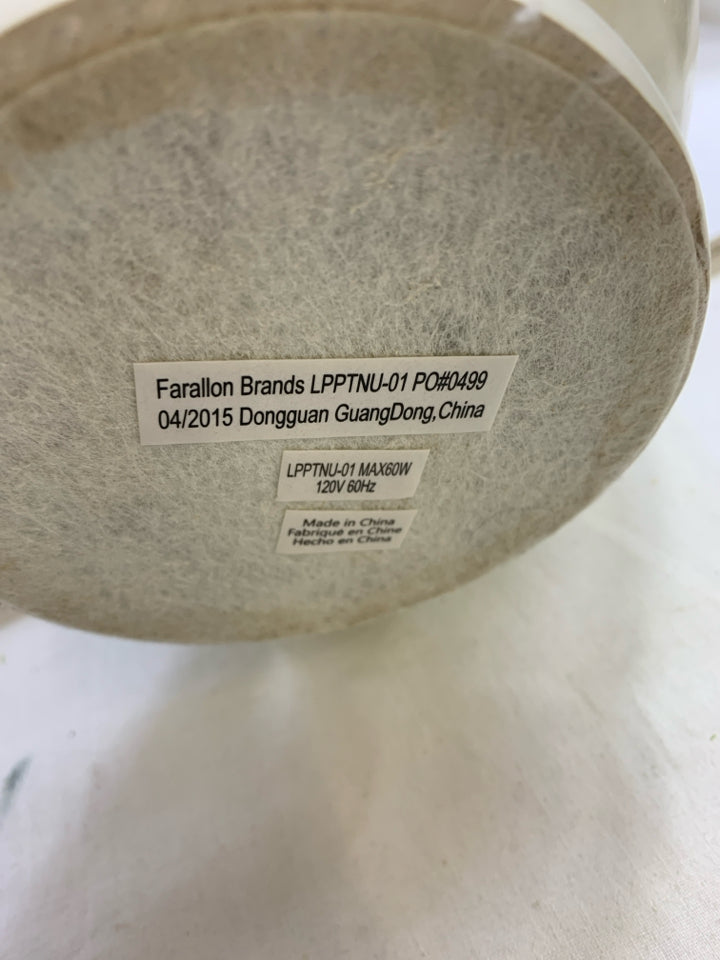 Farallon Brands LPPTNU-01 PO#0499
04/2015 Dongguan GuangDong,China
LPPTNU-01 MAX60W
120V 60Hz
Made in China
Fabriqué en Chine
Hecho en China